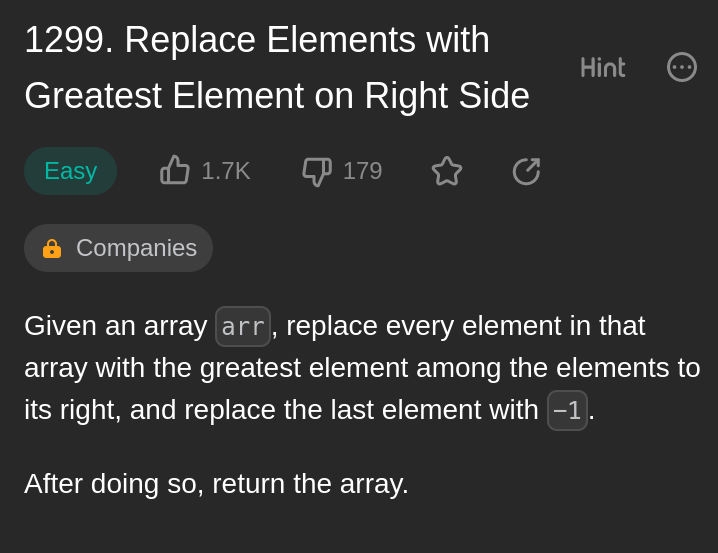 1299. Replace Elements with
Greatest Element on Right Side
Hint
Easy
1.7K
179
Companies
Given an array arr, replace every element in that
array with the greatest element among the elements to
its right, and replace the last element with −1.
After doing so, return the array.